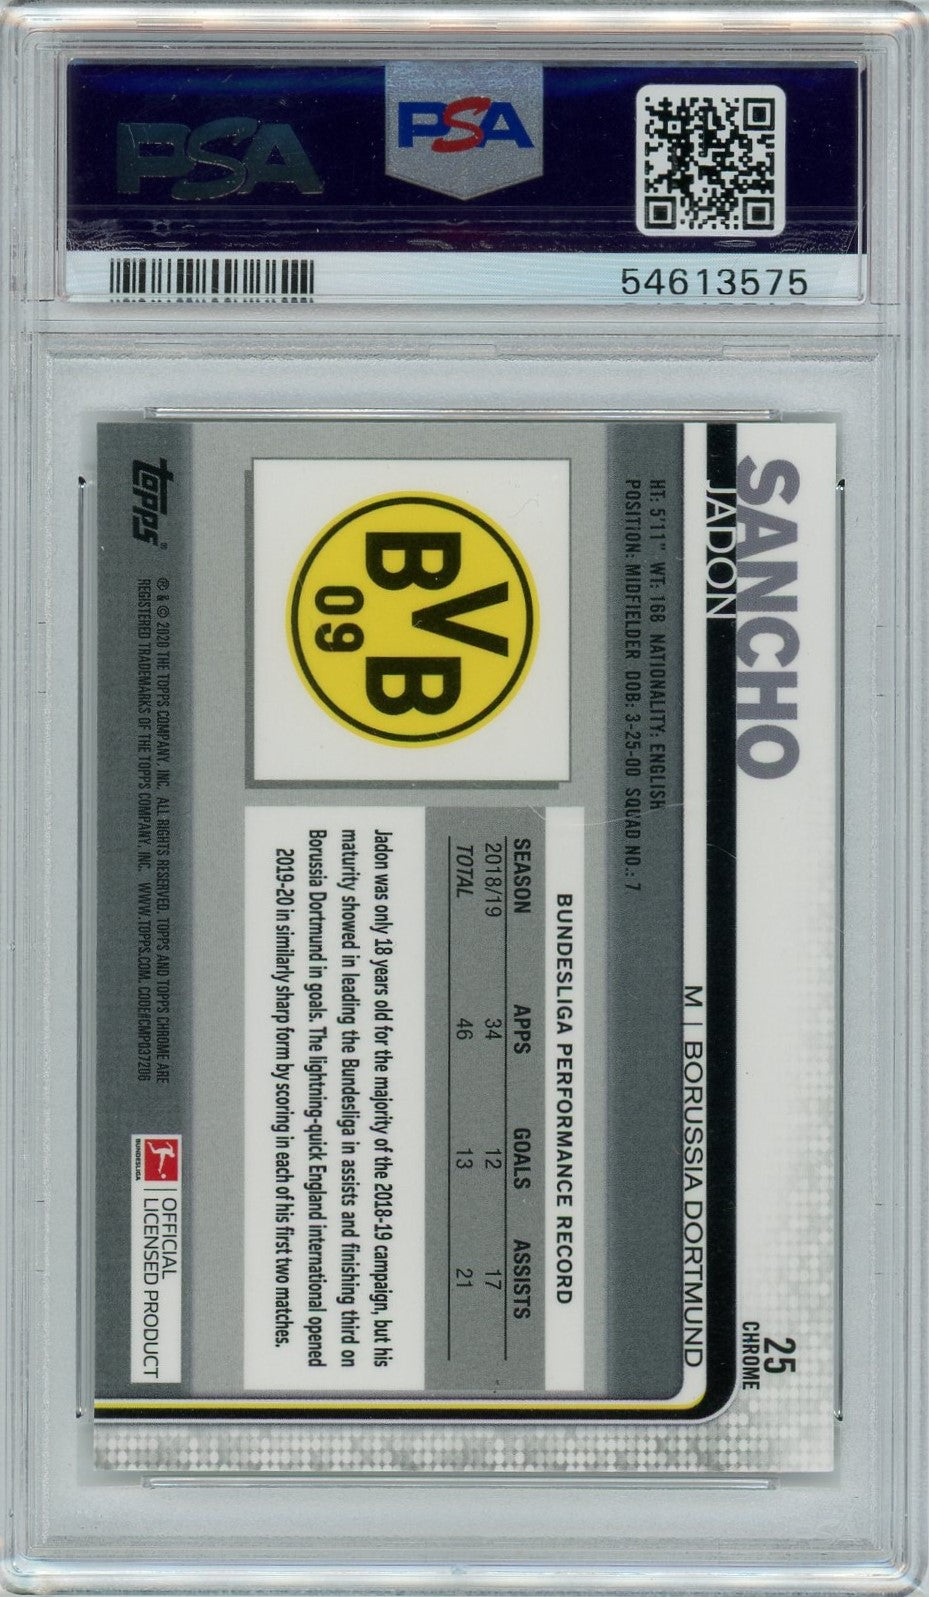 PSA
PSA
54613575
SANCHO
JADON
25
CHROME
M | BORUSSIA DORTMUND
HT: 5'11" WT: 168 NATIONALITY: ENGLISH
POSITION: MIDFIELDER DOB: 3-25-00 SQUAD NO.: 7
BVB
09
BUNDESLIGA PERFORMANCE RECORD
SEASON APPS GOALS ASSISTS
2018/19 34 12 17
TOTAL 46 13 21
Jadon was only 18 years old for the majority of the 2018-19 campaign, but his
maturity showed in leading the Bundesliga in assists and finishing third on
Borussia Dortmund in goals. The lightning-quick England international opened
2019-20 in similarly sharp form by scoring in each of his first two matches.
topps®
® & © 2020 THE TOPPS COMPANY, INC. ALL RIGHTS RESERVED. TOPPS AND TOPPS CHROME ARE
REGISTERED TRADEMARKS OF THE TOPPS COMPANY, INC. WWW.TOPPS.COM. CODE#CMP037206
BUNDESLIGA
OFFICIAL
LICENSED PRODUCT